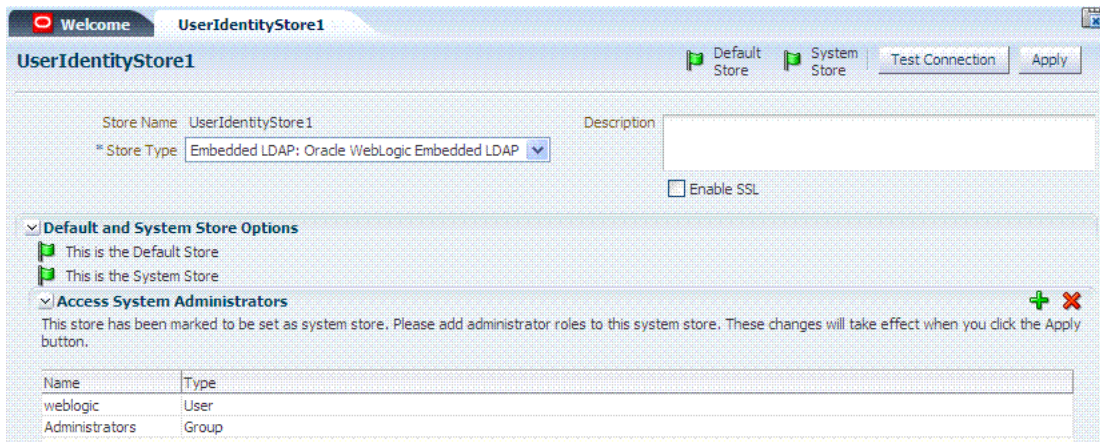 Welcome UserIdentityStore1
UserIdentityStore1
Default Store
System Store
Test Connection
Apply
Store Name UserIdentityStore1
* Store Type Embedded LDAP: Oracle WebLogic Embedded LDAP
Description
Enable SSL
Default and System Store Options
This is the Default Store
This is the System Store
Access System Administrators
This store has been marked to be set as system store. Please add administrator roles to this system store. These changes will take effect when you click the Apply
button.
Name Type
weblogic User
Administrators Group